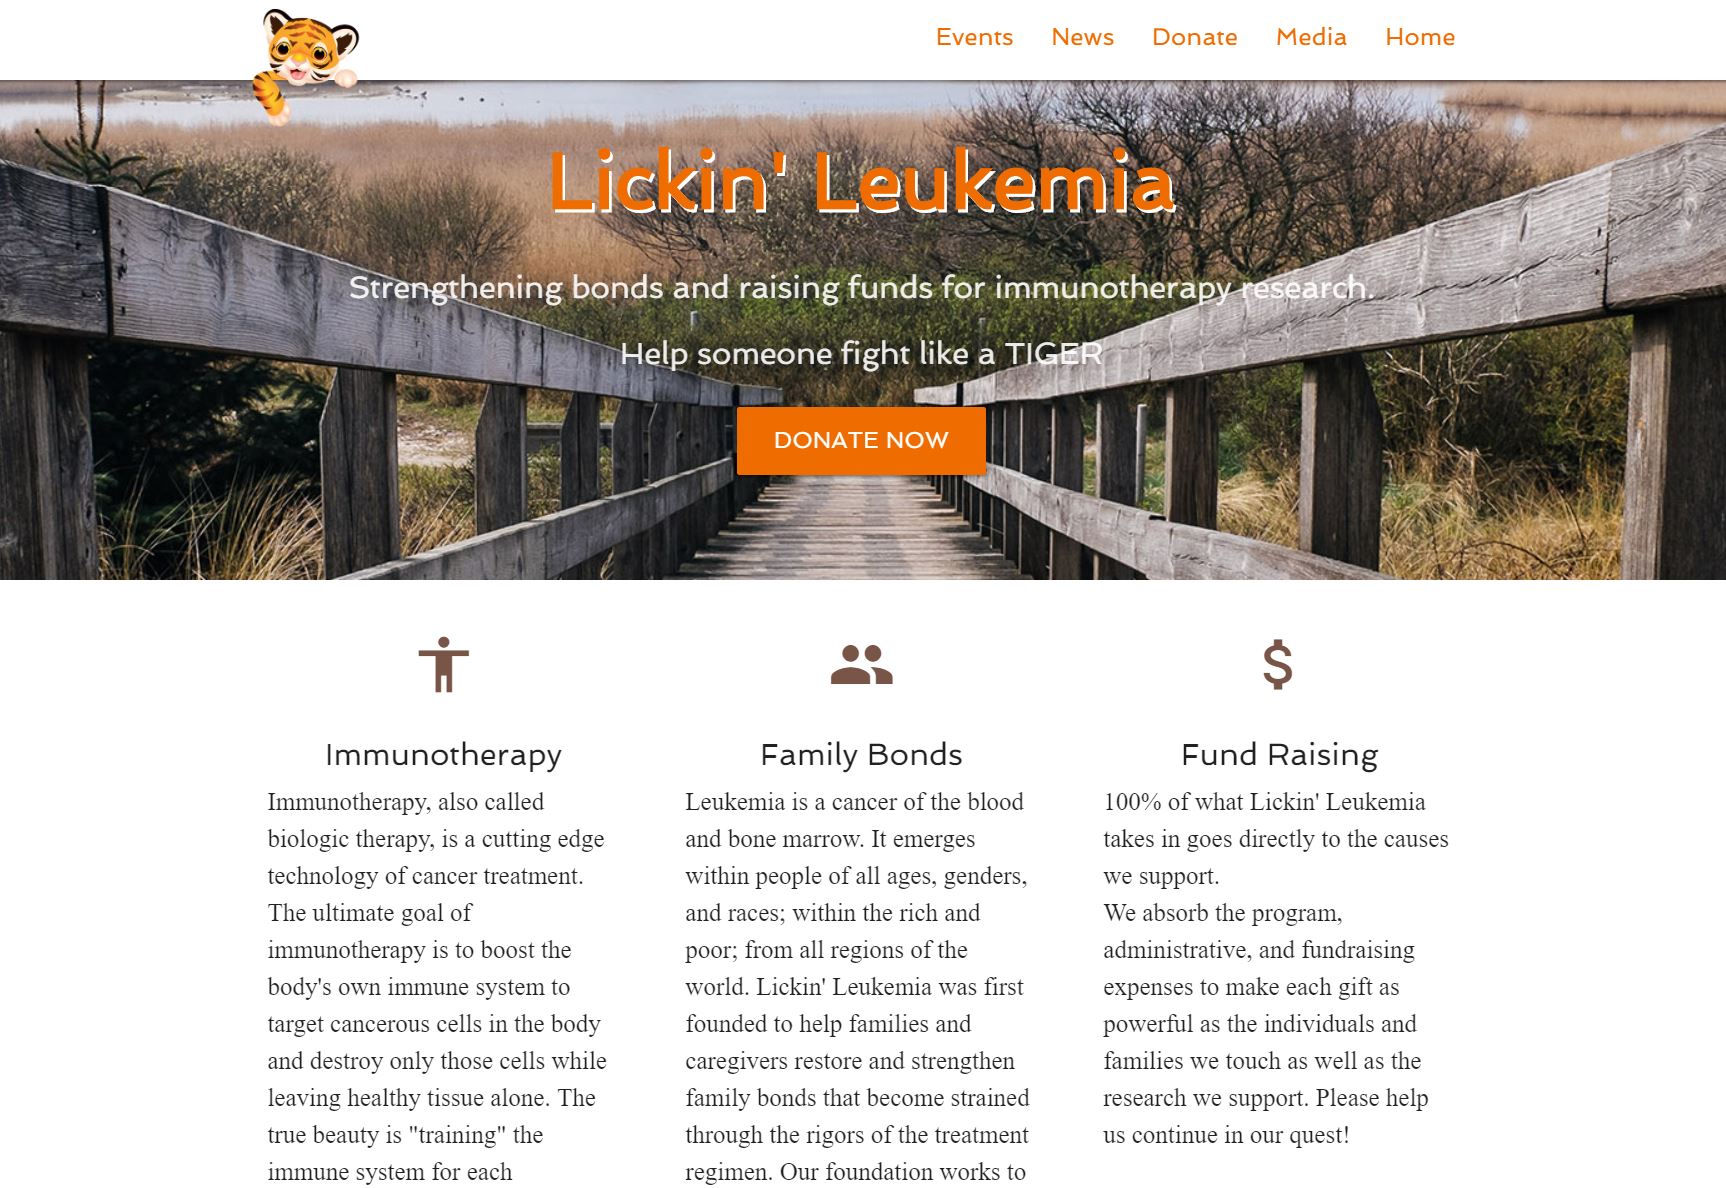 Events News Donate Media Home
Lickin' Leukemia
Strengthening bonds and raising funds for immunotherapy research.
Help someone fight like a TIGER
DONATE NOW
Immunotherapy
Immunotherapy, also called
biologic therapy, is a cutting edge
technology of cancer treatment.
The ultimate goal of
immunotherapy is to boost the
body's own immune system to
target cancerous cells in the body
and destroy only those cells while
leaving healthy tissue alone. The
true beauty is "training" the
immune system for each
Family Bonds
Leukemia is a cancer of the blood
and bone marrow. It emerges
within people of all ages, genders,
and races; within the rich and
poor; from all regions of the
world. Lickin' Leukemia was first
founded to help families and
caregivers restore and strengthen
family bonds that become strained
through the rigors of the treatment
regimen. Our foundation works to
Fund Raising
100% of what Lickin' Leukemia
takes in goes directly to the causes
we support.
We absorb the program,
administrative, and fundraising
expenses to make each gift as
powerful as the individuals and
families we touch as well as the
research we support. Please help
us continue in our quest!